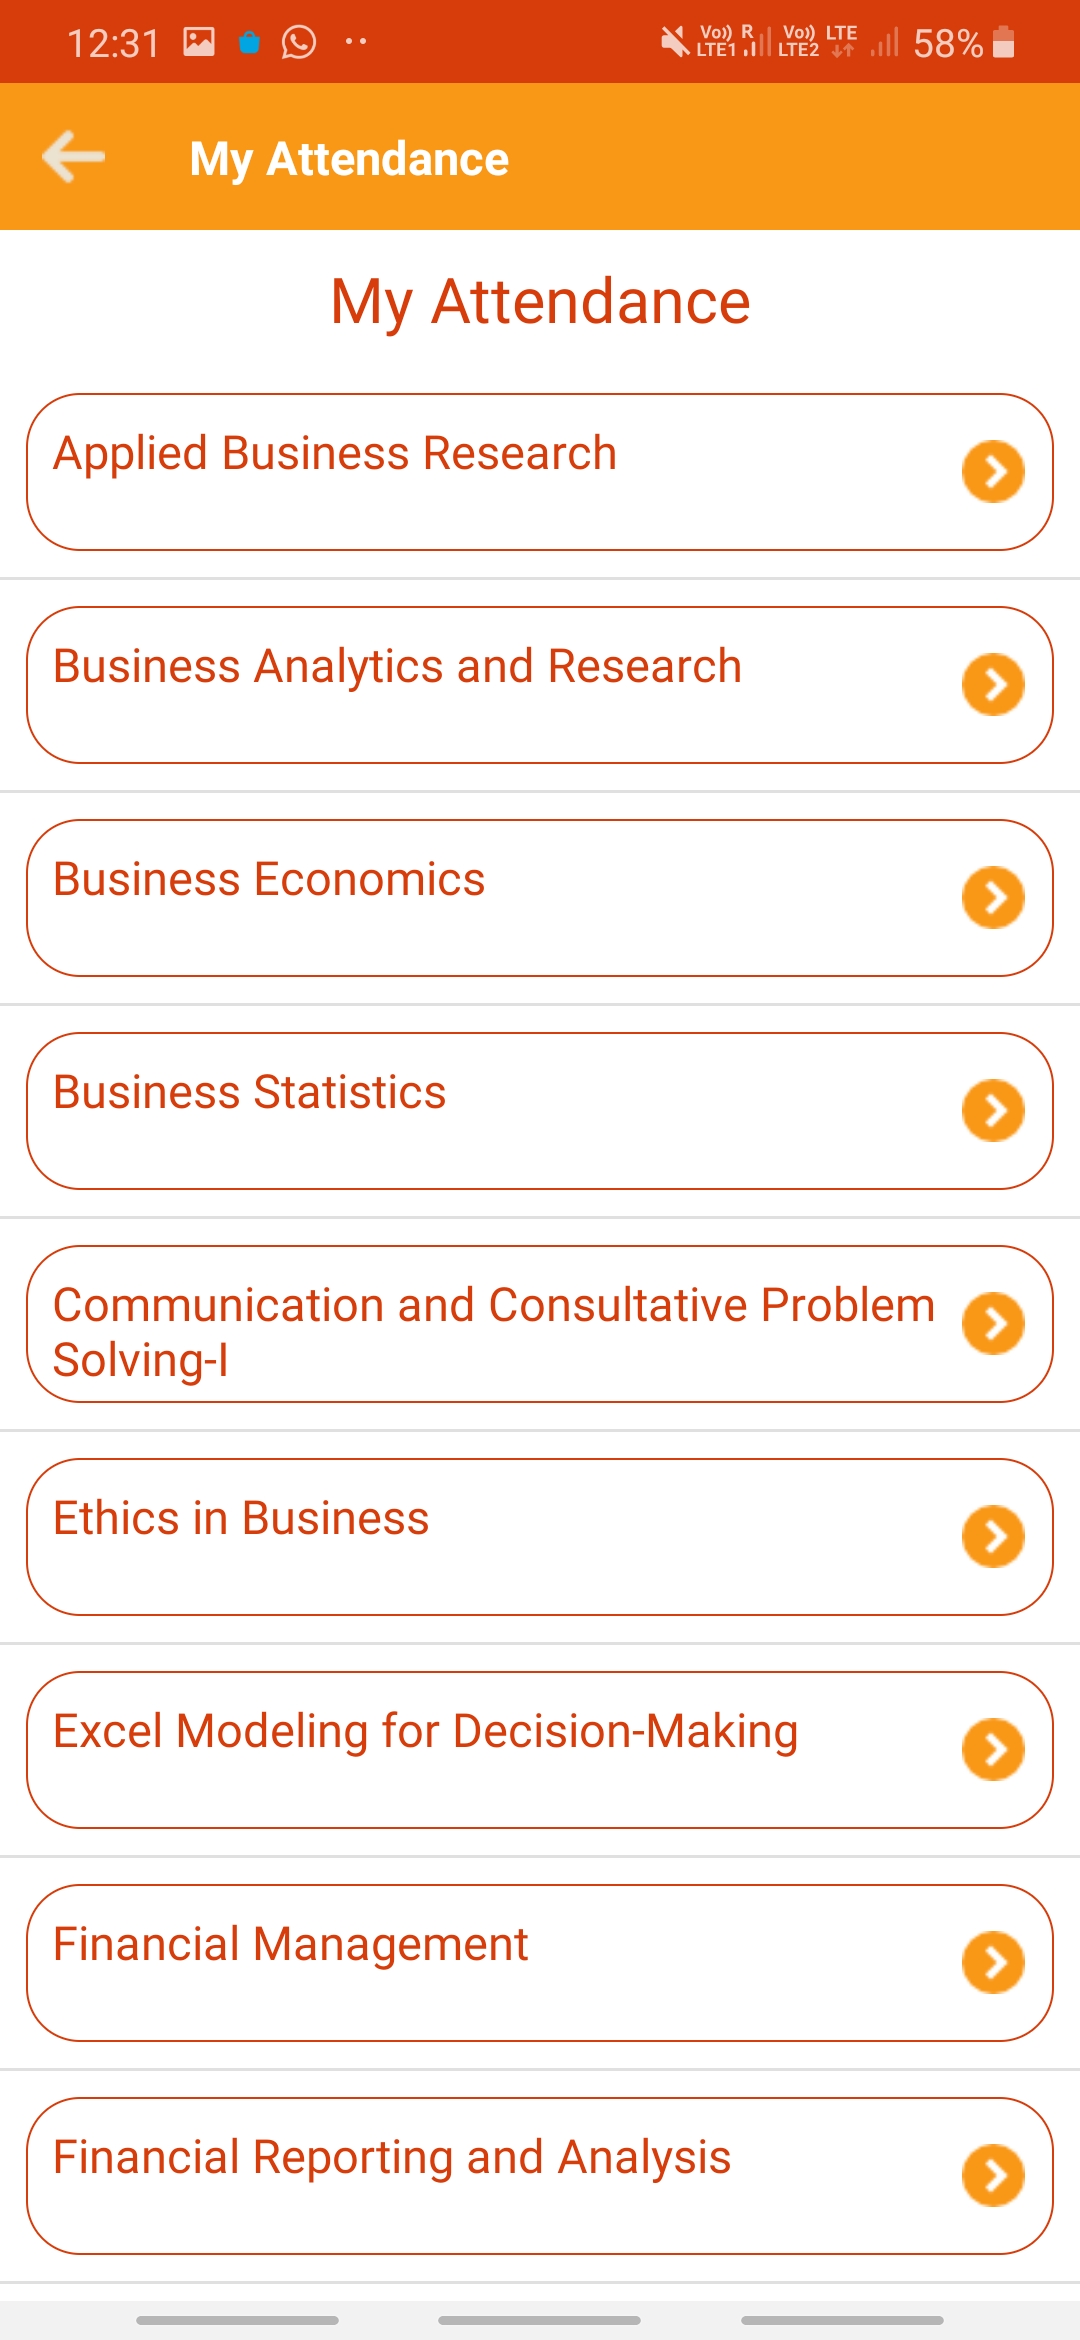 12:31
Vo)) R Vo)) LTE
LTE1 LTE2
58%
My Attendance
My Attendance
Applied Business Research
Business Analytics and Research
Business Economics
Business Statistics
Communication and Consultative Problem
Solving-I
Ethics in Business
Excel Modeling for Decision-Making
Financial Management
Financial Reporting and Analysis